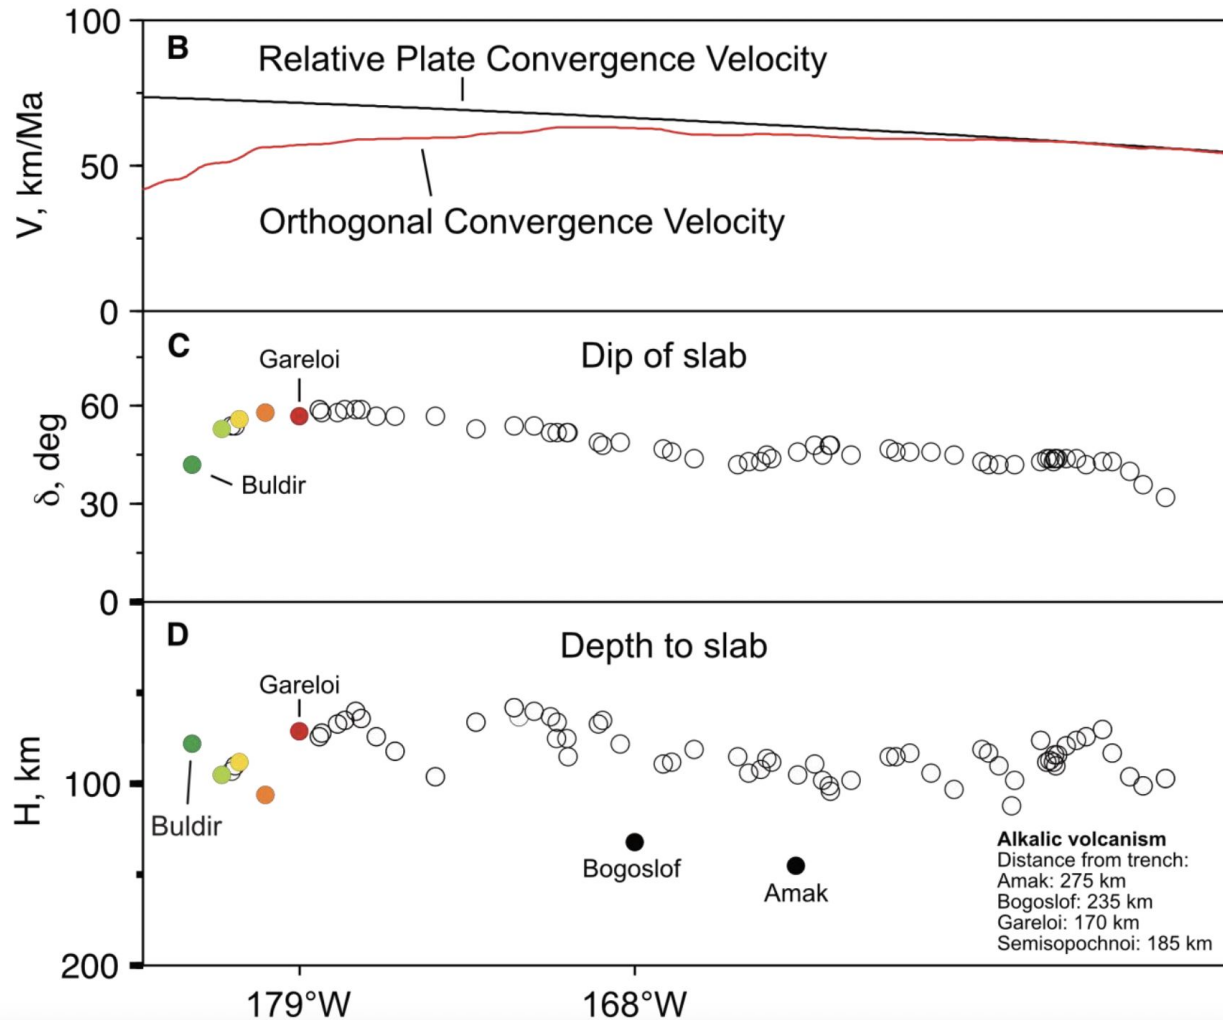 100
B
Relative Plate Convergence Velocity
V, km/Ma
50
Orthogonal Convergence Velocity
0
C
Dip of slab
Gareloi
60
δ, deg
Buldir
30
0
D
Depth to slab
Gareloi
H, km
100
Buldir
Bogoslof
Amak
Alkalic volcanism
Distance from trench:
Amak: 275 km
Bogoslof: 235 km
Gareloi: 170 km
Semisopochnoi: 185 km
200
179°W
168°W